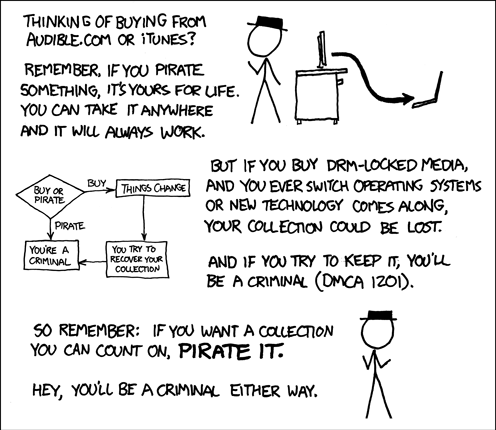 THINKING OF BUYING FROM
AUDIBLE.COM OR iTUNES?
REMEMBER, IF YOU PIRATE
SOMETHING, IT'S YOURS FOR LIFE.
YOU CAN TAKE IT ANYWHERE
AND IT WILL ALWAYS WORK.
BUY OR
PIRATE
BUY
THINGS CHANGE
PIRATE
YOU'RE A
CRIMINAL
YOU TRY TO
RECOVER YOUR
COLLECTION
BUT IF YOU BUY DRM-LOCKED MEDIA,
AND YOU EVER SWITCH OPERATING SYSTEMS
OR NEW TECHNOLOGY COMES ALONG,
YOUR COLLECTION COULD BE LOST.
AND IF YOU TRY TO KEEP IT, YOU'LL
BE A CRIMINAL (DMCA 1201).
SO REMEMBER: IF YOU WANT A COLLECTION
YOU CAN COUNT ON, PIRATE IT.
HEY, YOU'LL BE A CRIMINAL EITHER WAY.